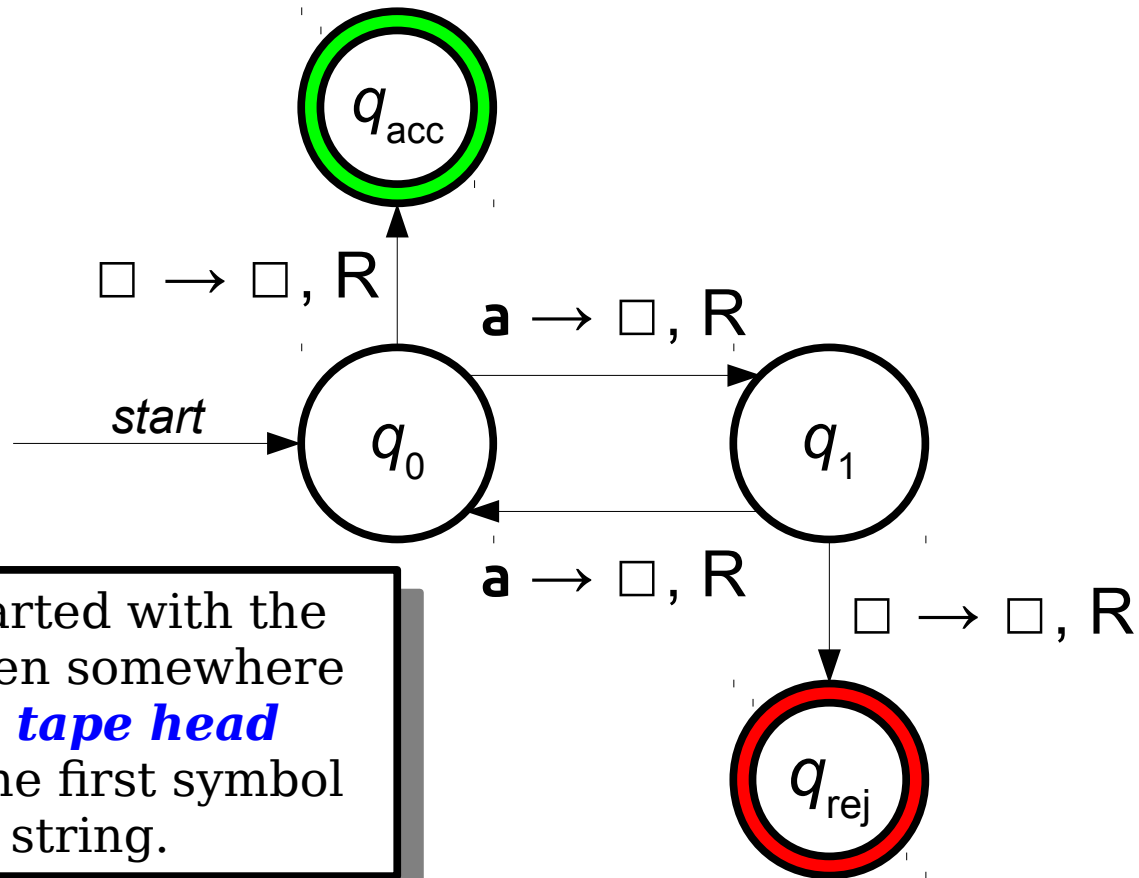 q_acc
□ → □, R
a → □, R
start
q_0
q_1
a → □, R
□ → □, R
arted with the
en somewhere
tape head
he first symbol
string.
q_rej